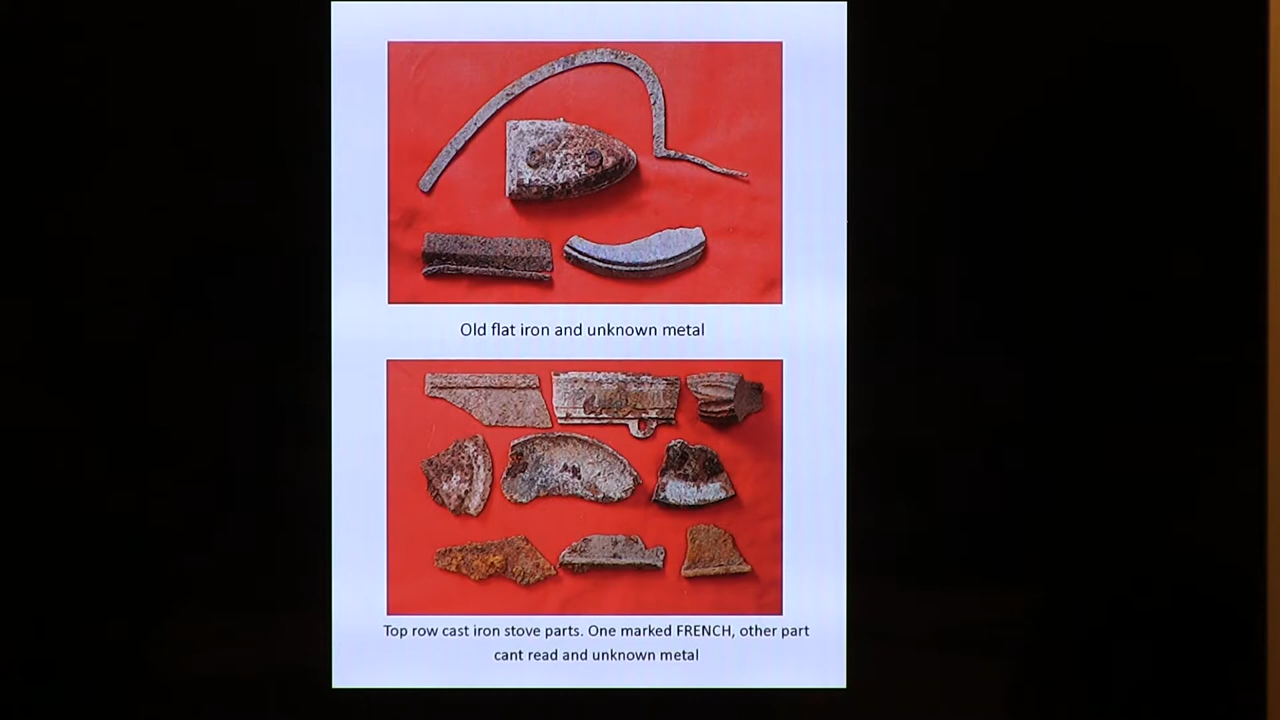 Old flat iron and unknown metal
Top row cast iron stove parts. One marked FRENCH, other part
cant read and unknown metal